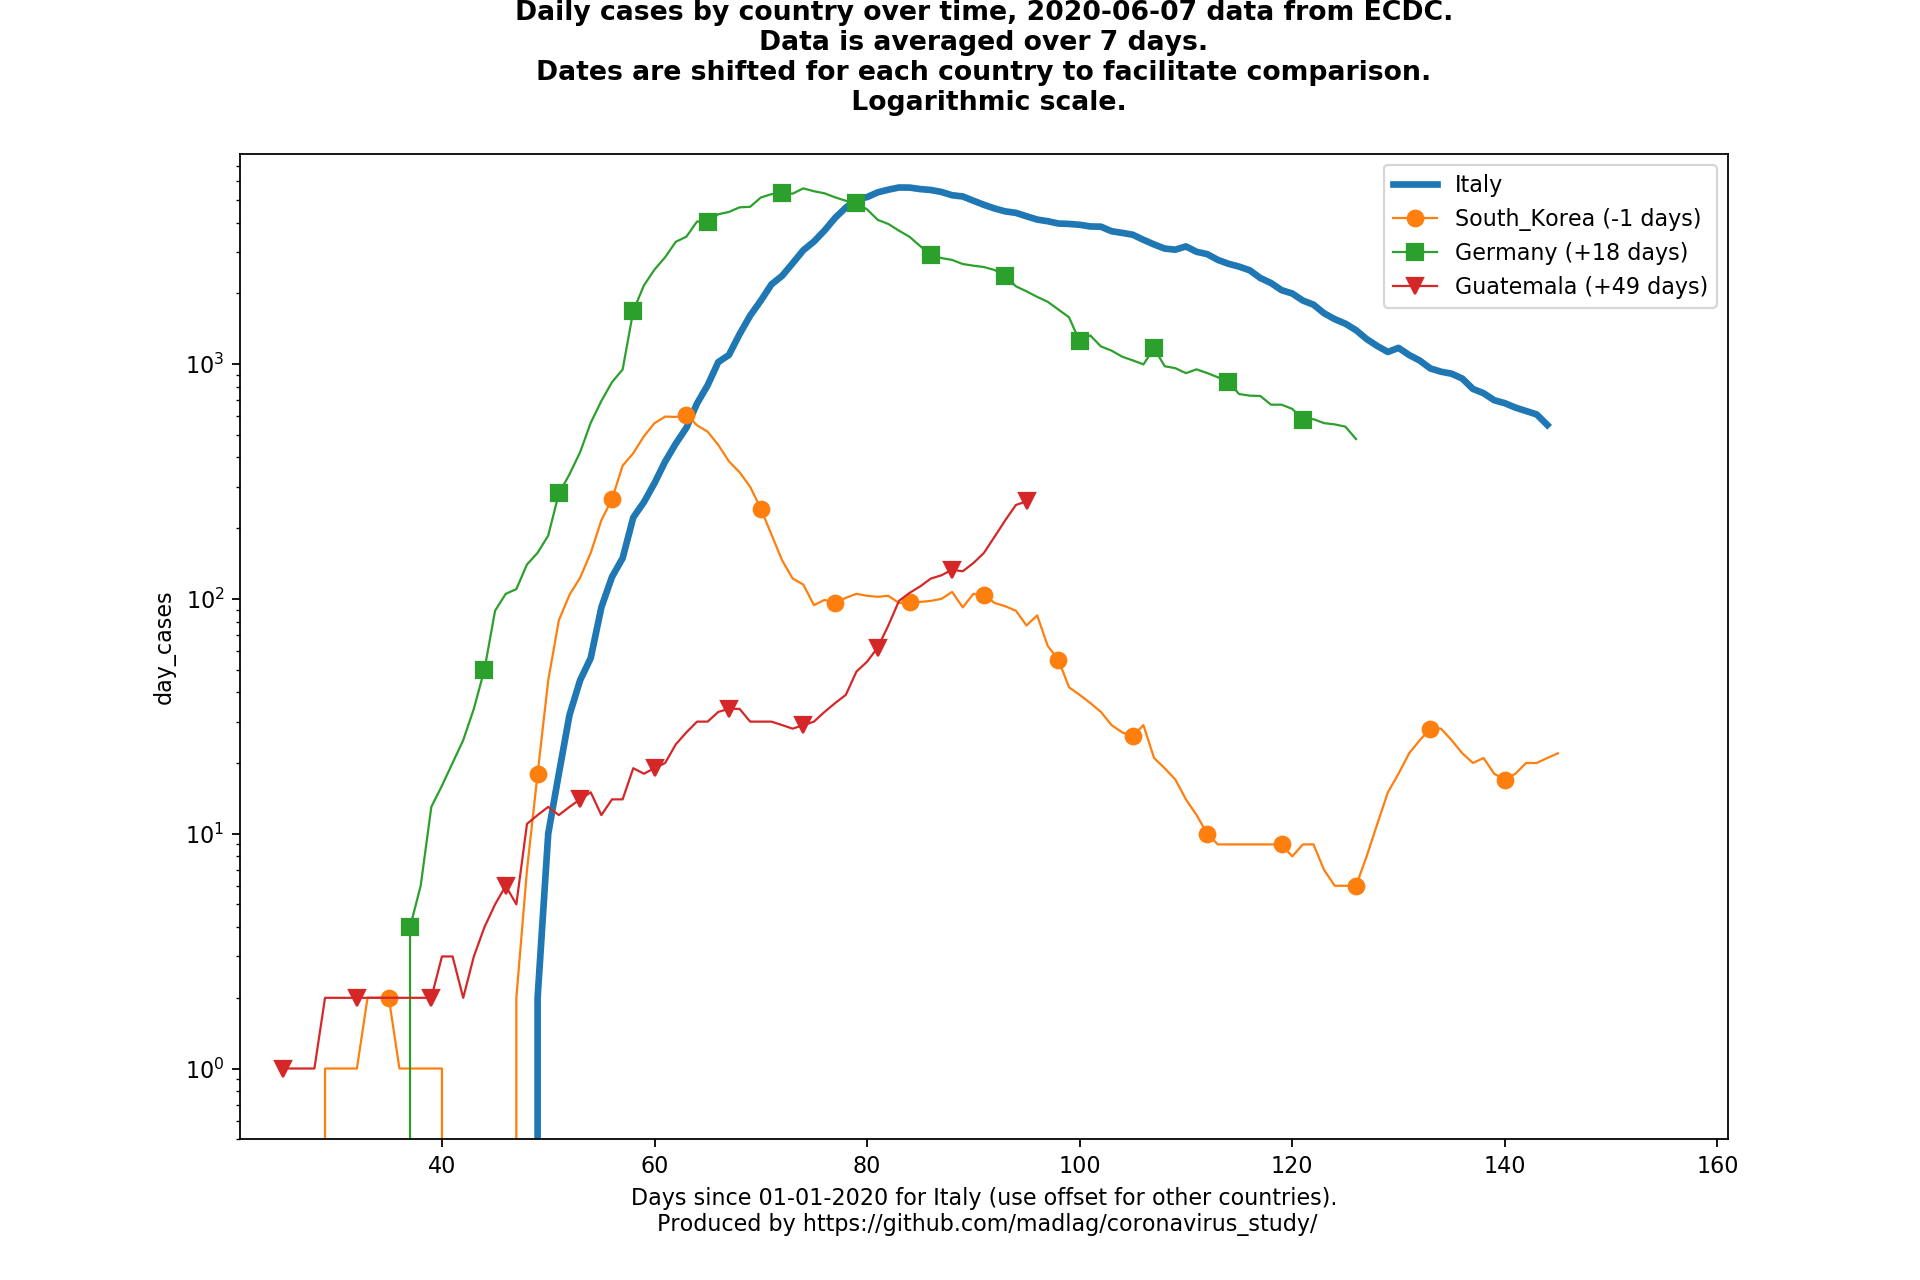 Daily cases by country over time, 2020-06-07 data from ECDC.
Data is averaged over 7 days.
Dates are shifted for each country to facilitate comparison.
Logarithmic scale.
Italy
South_Korea (-1 days)
Germany (+18 days)
Guatemala (+49 days)
10³
10²
10¹
10⁰
day_cases
40 60 80 100 120 140 160
Days since 01-01-2020 for Italy (use offset for other countries).
Produced by https://github.com/madlag/coronavirus_study/